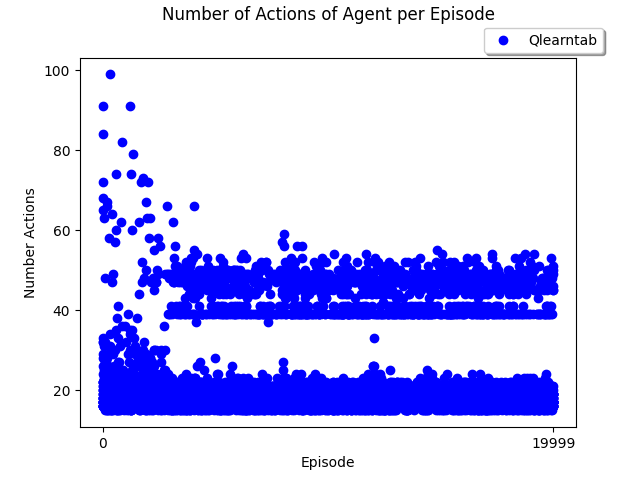 Number of Actions of Agent per Episode
Qlearntab
100
80
60
40
20
Number Actions
0
19999
Episode